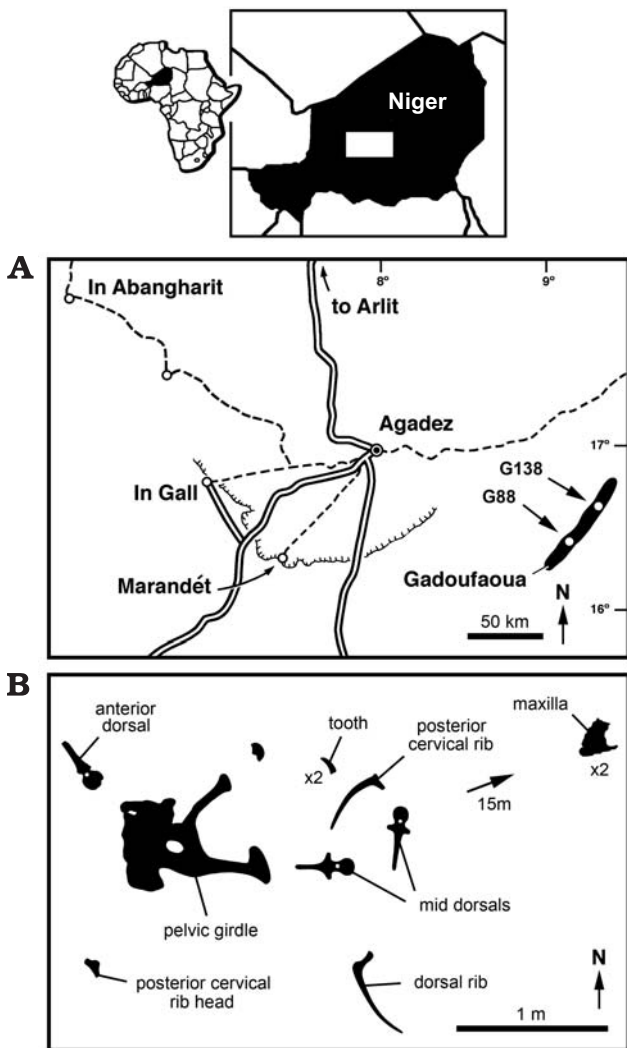 Niger
A
8°
9°
In Abangharit
to Arlit
Agadez
17°
G138
In Gall
G88
Marandét
Gadoufaoua
N
50 km
16°
B
anterior
dorsal
tooth
x2
posterior
cervical rib
maxilla
x2
15m
mid dorsals
pelvic girdle
posterior cervical
rib head
dorsal rib
N
1 m